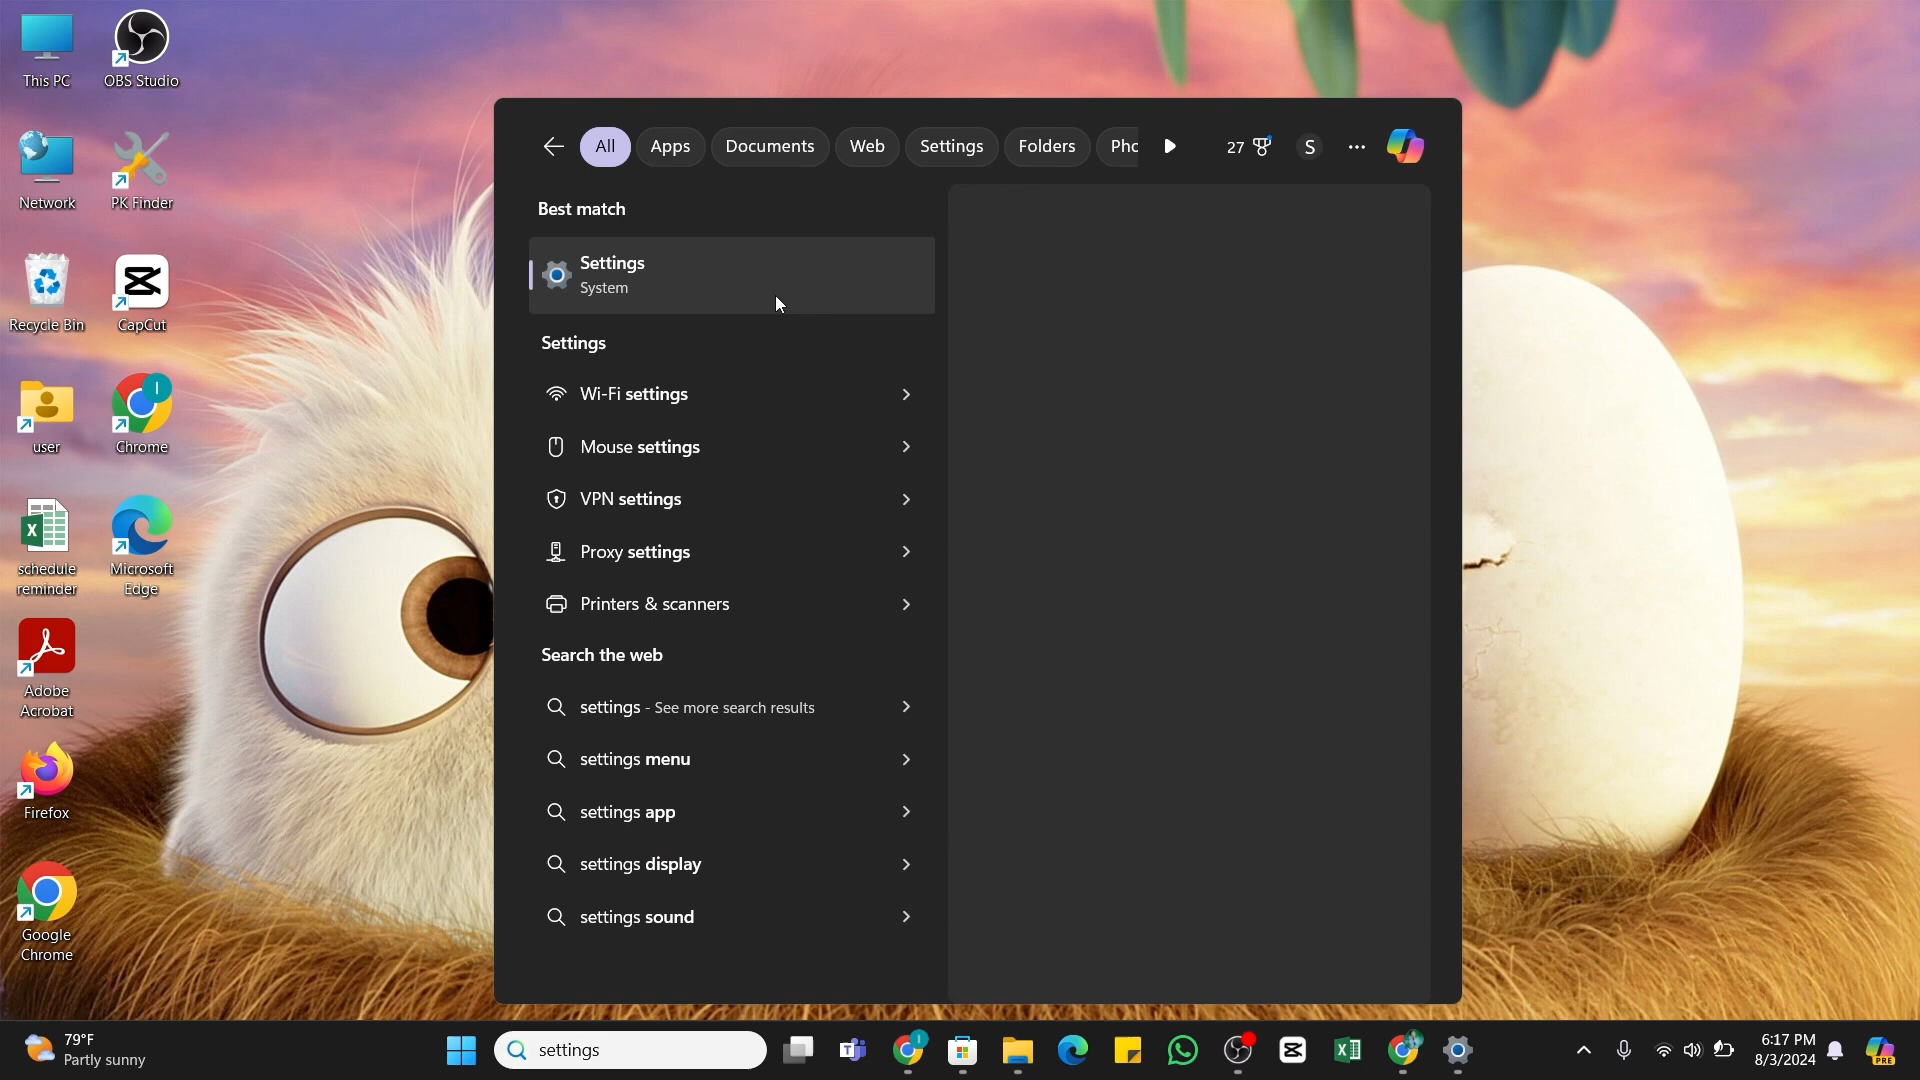 This PC
OBS Studio
Network
PK Finder
Recycle Bin
CapCut
user
Chrome
schedule
reminder
Microsoft
Edge
Adobe
Acrobat
Firefox
Google
Chrome
All
Apps
Documents
Web
Settings
Folders
Pho
27
S
Best match
Settings
System
Settings
Wi-Fi settings
Mouse settings
VPN settings
Proxy settings
Printers & scanners
Search the web
settings - See more search results
settings menu
settings app
settings display
settings sound
79°F
Partly sunny
settings
6:17 PM
8/3/2024
PRE